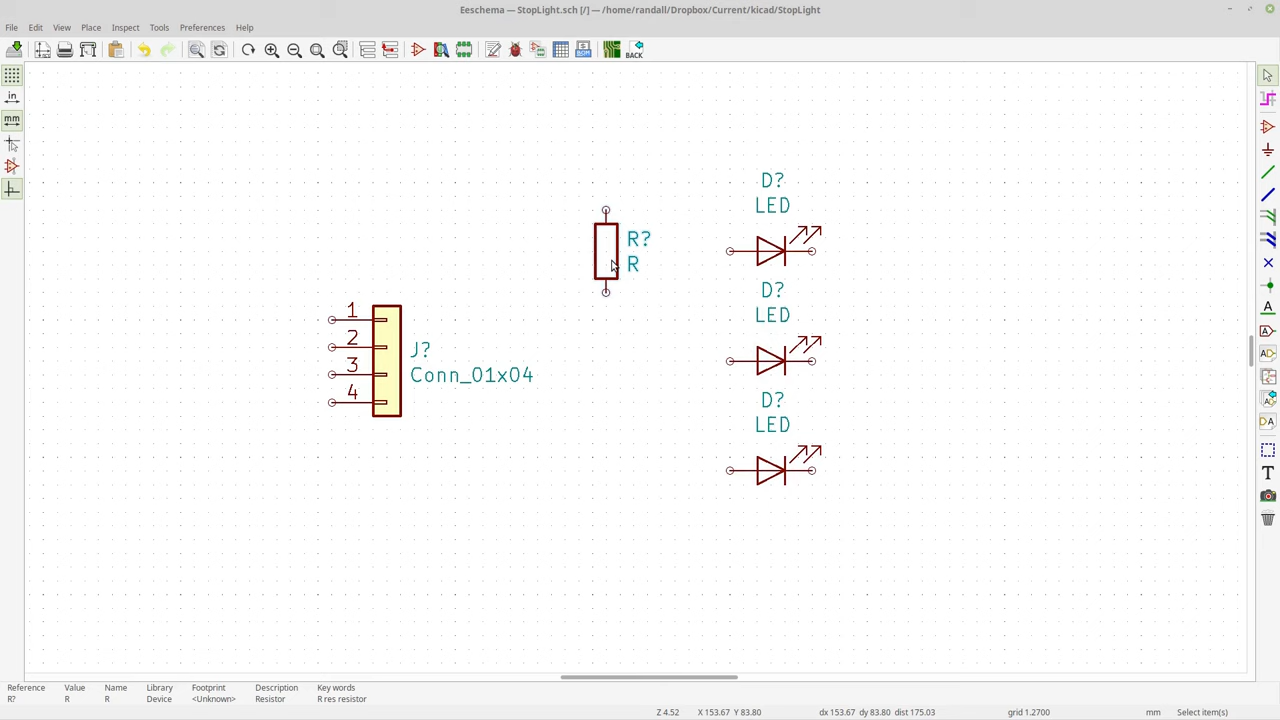 Eeschema — StopLight.sch [/] — /home/randall/Dropbox/Current/kicad/StopLight
File Edit View Place Inspect Tools Preferences Help
BOM
BACK
in
mm
A
A
D A
T
D?
LED
R?
R
D?
LED
1
2
3
4
J?
Conn_01x04
D?
LED
Reference Value Name Library Footprint Description Key words
R? R R Device <Unknown> Resistor R res resistor
Z 4.52 X 153.67 Y 83.80 dx 153.67 dy 83.80 dist 175.03 grid 1.2700 mm Select item(s)